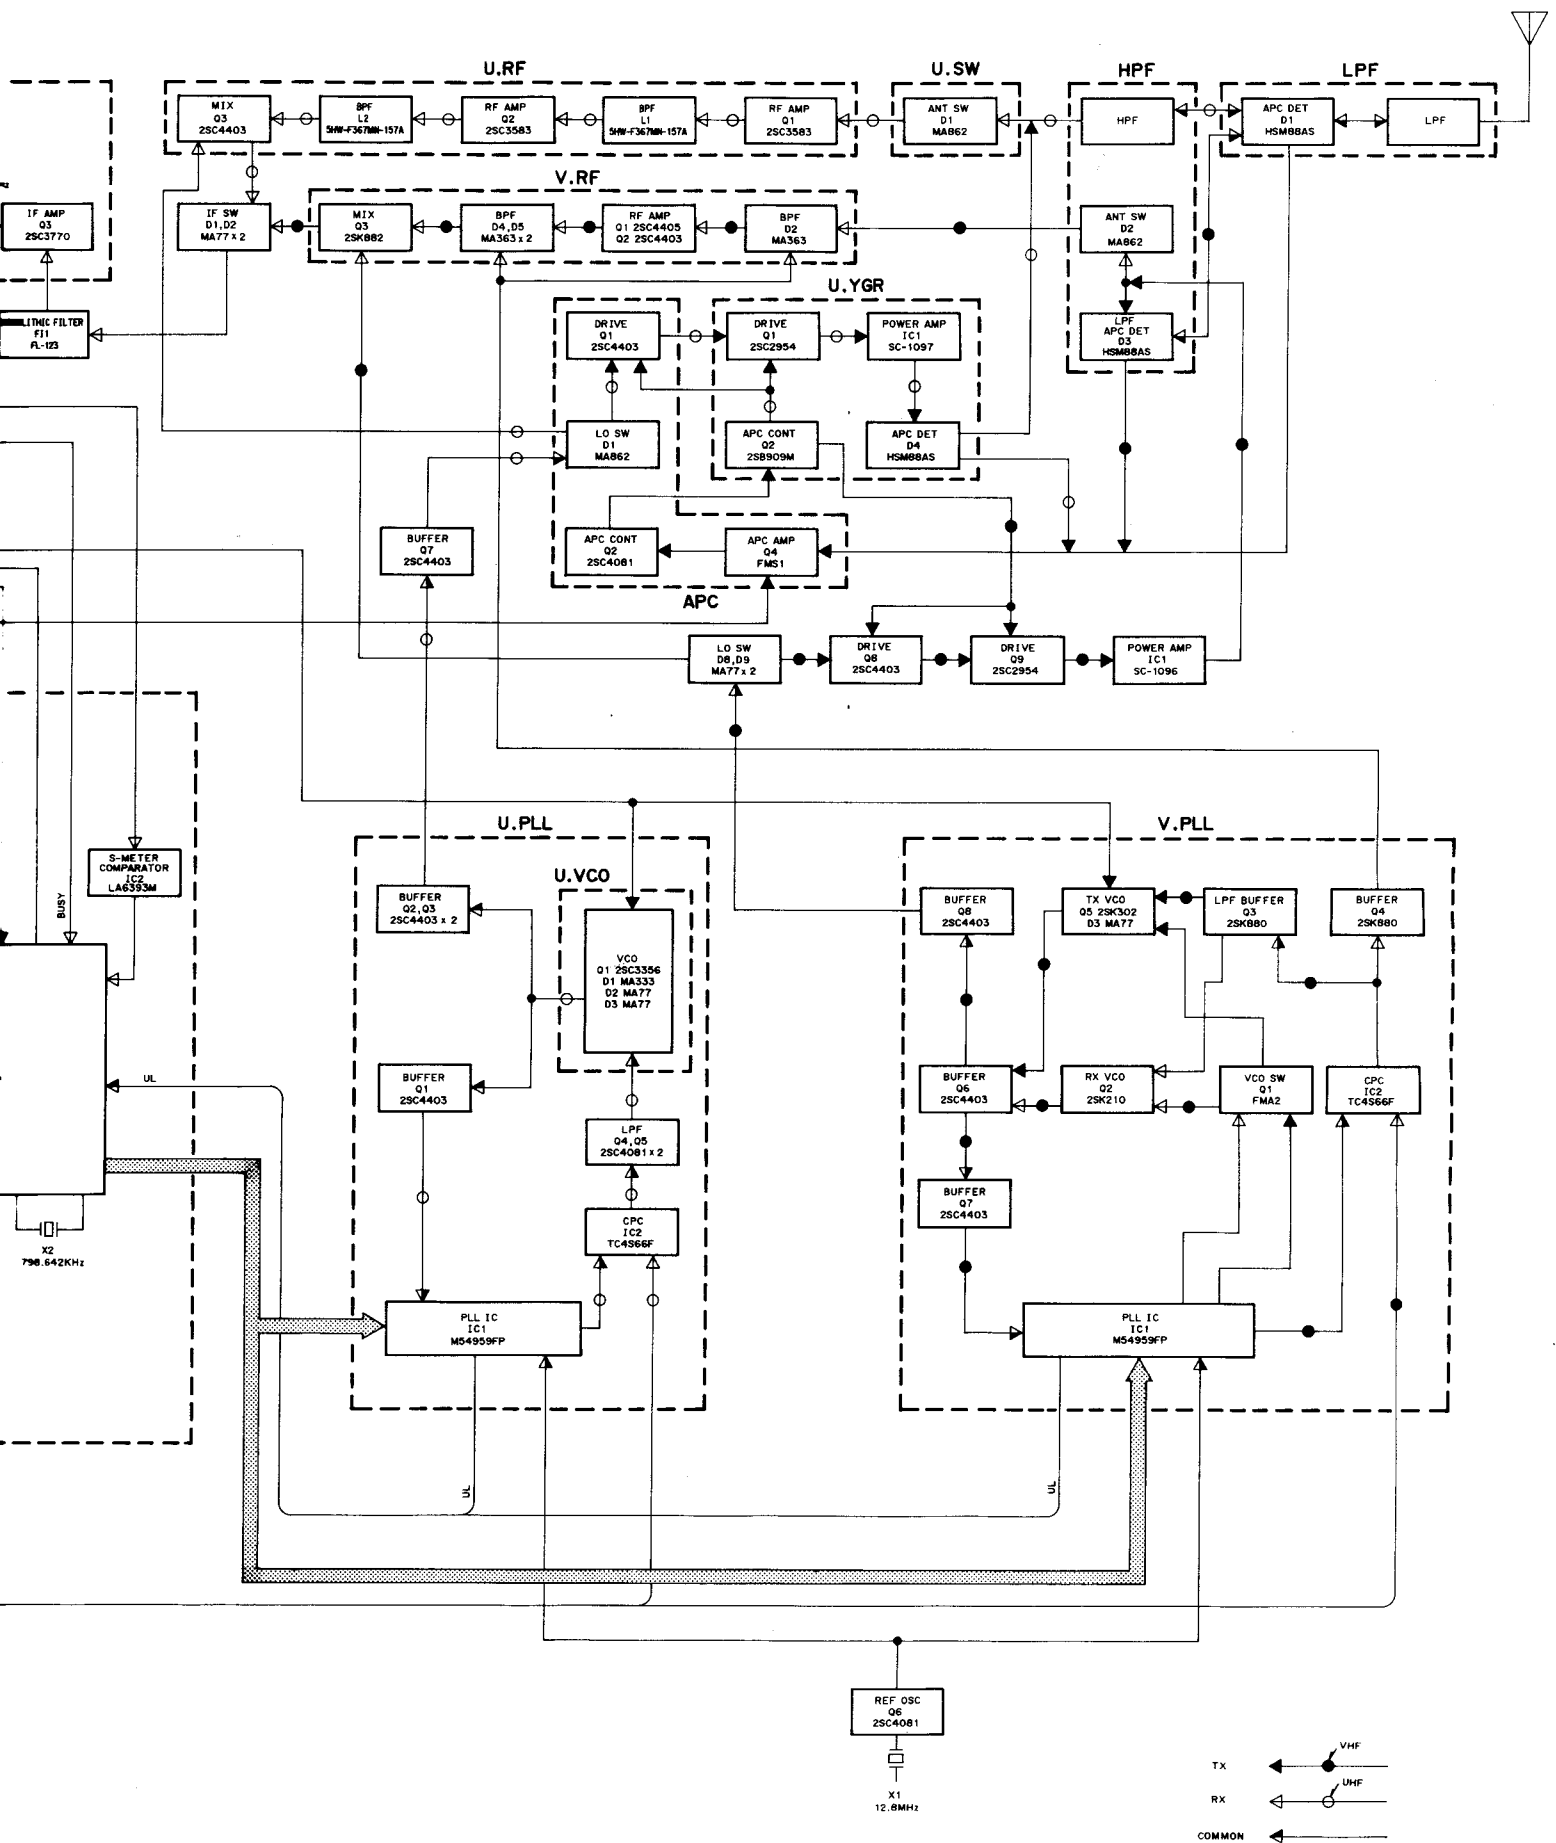 U.RF
U.SW
HPF
LPF
MIX
Q3
2SC4403
BPF
L2
5HW-F367MN-157A
RF AMP
Q2
2SC3583
BPF
L1
5HW-F367MN-157A
RF AMP
Q1
2SC3583
ANT SW
D1
MA862
HPF
APC DET
D1
HSM88AS
LPF
V.RF
IF AMP
Q3
2SC3770
IF SW
D1,D2
MA77 x 2
MIX
Q3
2SK882
BPF
D4,D5
MA363 x 2
RF AMP
Q1 2SC4405
Q2 2SC4403
BPF
D2
MA363
ANT SW
D2
MA862
U.YGR
LITHIC FILTER
FI1
FL-123
DRIVE
Q1
2SC4403
DRIVE
Q1
2SC2954
POWER AMP
IC1
SC-1097
LPF
APC DET
D3
HSM88AS
LO SW
D1
MA862
APC CONT
Q2
2SB909M
APC DET
D4
HSM88AS
BUFFER
Q7
2SC4403
APC CONT
Q2
2SC4081
APC AMP
Q4
FMS1
APC
LO SW
D8,D9
MA77 x 2
DRIVE
Q8
2SC4403
DRIVE
Q9
2SC2954
POWER AMP
IC1
SC-1096
U.PLL
V.PLL
S-METER
COMPARATOR
IC2
LA6393M
BUSY
U.VCO
BUFFER
Q2,Q3
2SC4403 x 2
VCO
Q1 2SC3356
D1 MA333
D2 MA77
D3 MA77
BUFFER
Q8
2SC4403
TX VCO
Q5 2SK302
D3 MA77
LPF BUFFER
Q3
2SK880
BUFFER
Q4
2SK880
UL
BUFFER
Q1
2SC4403
BUFFER
Q6
2SC4403
RX VCO
Q2
2SK210
VCO SW
Q1
FMA2
CPC
IC2
TC4S66F
LPF
Q4,Q5
2SC4081 x 2
BUFFER
Q7
2SC4403
CPC
IC2
TC4S66F
X2
798.642KHz
PLL IC
IC1
M54959FP
PLL IC
IC1
M54959FP
UL
UL
REF OSC
Q6
2SC4081
X1
12.8MHz
VHF
TX
UHF
RX
COMMON